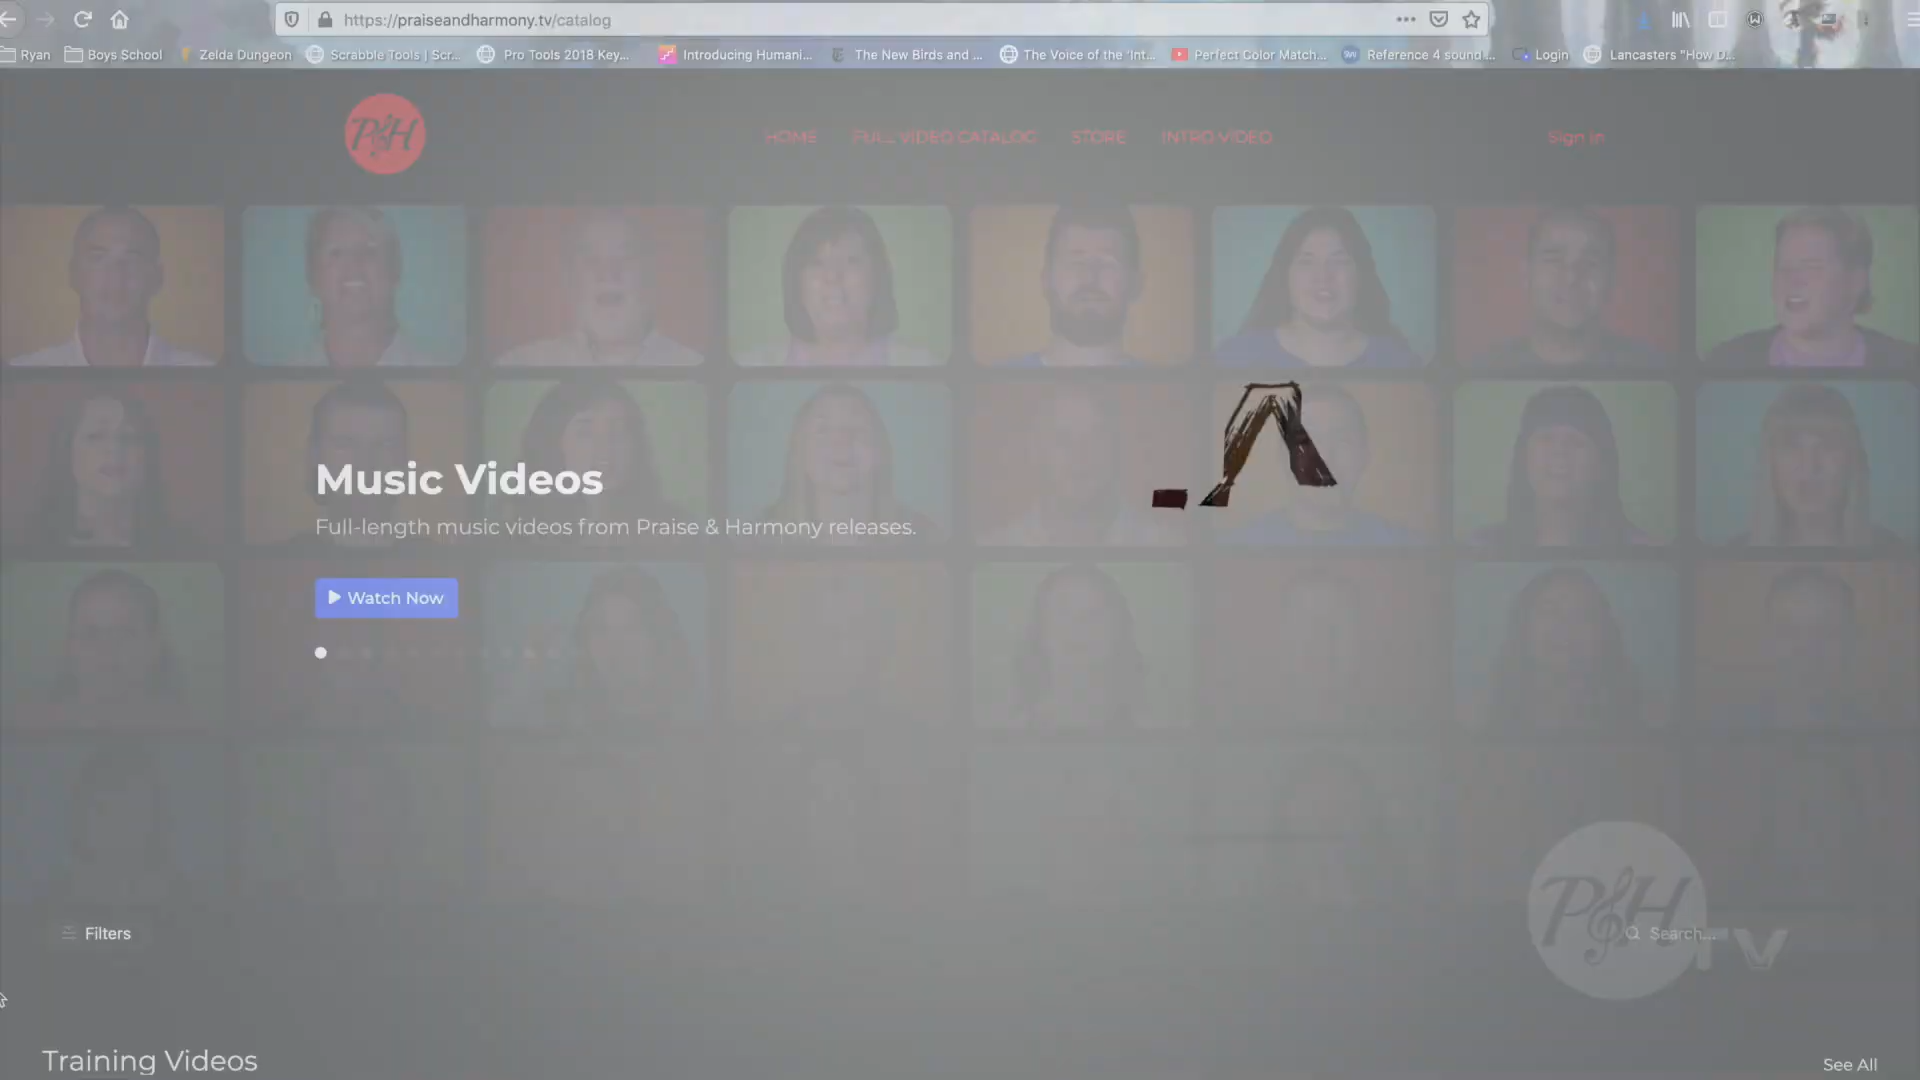 https://praiseandharmony.tv/catalog
Ryan Boys School Zelda Dungeon Scrabble Tools | Scr... Pro Tools 2018 Key... Introducing Humani... The New Birds and ... The Voice of the 'Int... Perfect Color Match... Reference 4 sound... Login Lancasters "How D...
P&H HOME FULL VIDEO CATALOG STORE INTRO VIDEO Sign in
Music Videos
Full-length music videos from Praise & Harmony releases.
Watch Now
Filters Search...
P&H TV
Training Videos See All